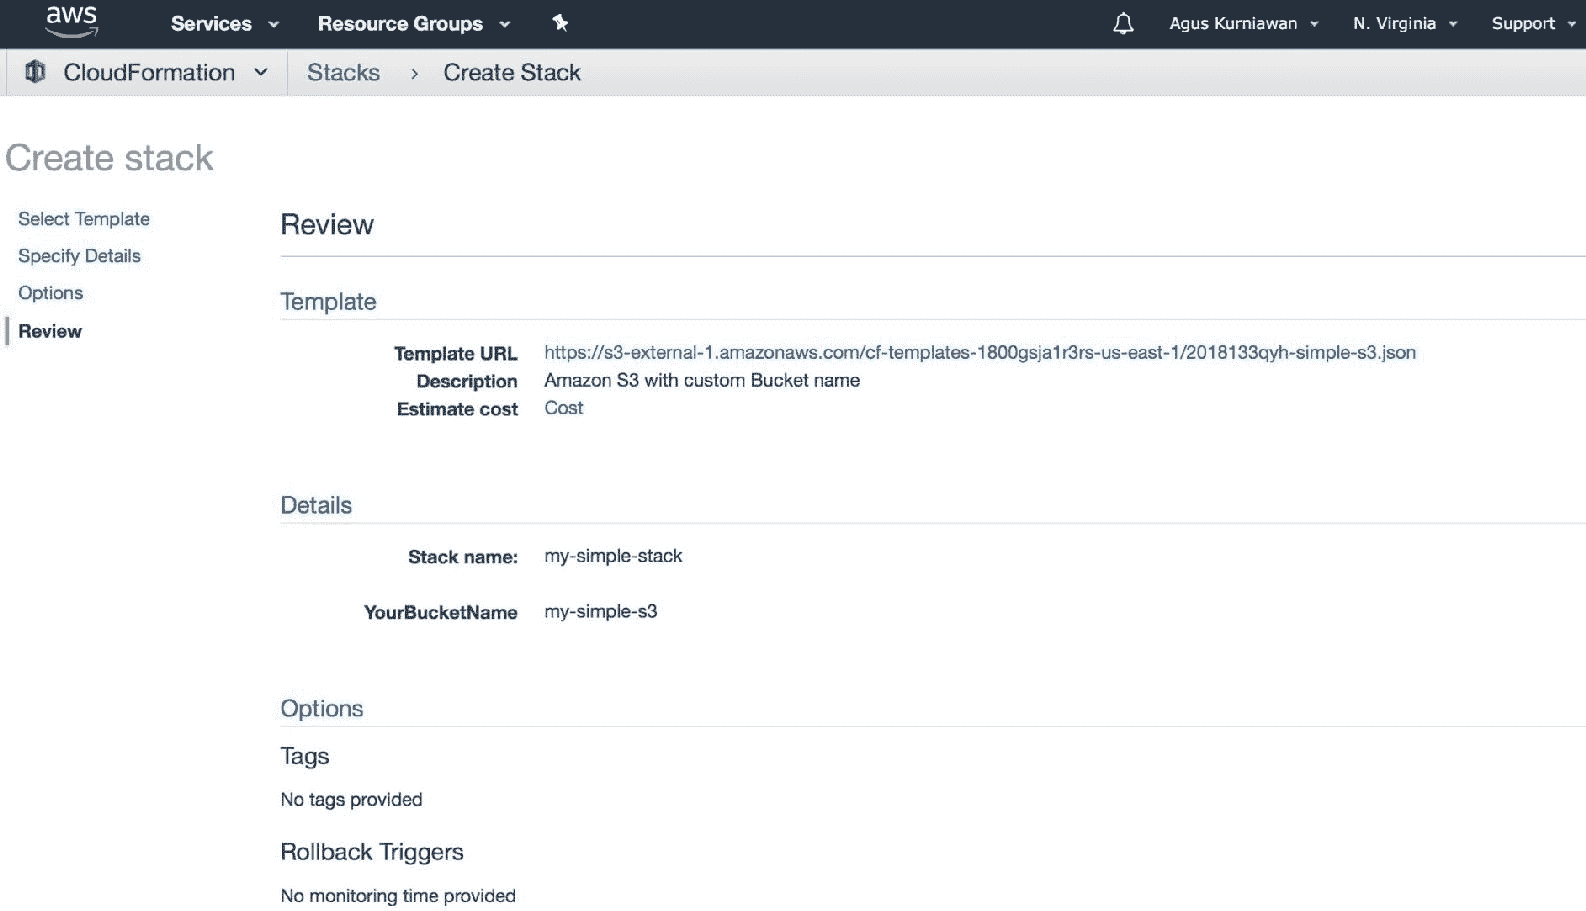 aws Services Resource Groups Agus Kurniawan N. Virginia Support
CloudFormation Stacks › Create Stack
Create stack
Select Template
Specify Details
Options
Review
Review
Template
Template URL https://s3-external-1.amazonaws.com/cf-templates-1800gsja1r3rs-us-east-1/2018133qyh-simple-s3.json
Description Amazon S3 with custom Bucket name
Estimate cost Cost
Details
Stack name: my-simple-stack
YourBucketName my-simple-s3
Options
Tags
No tags provided
Rollback Triggers
No monitoring time provided